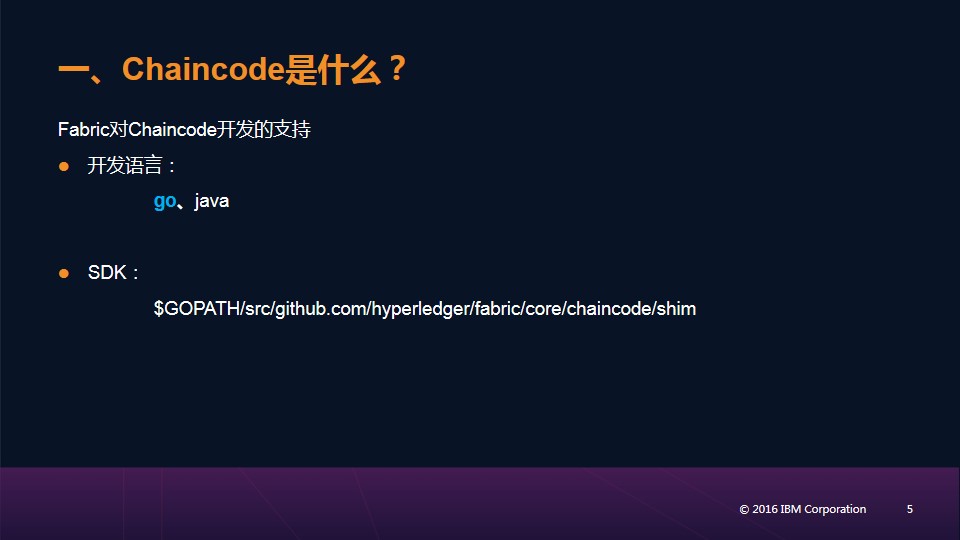 一、Chaincode是什么？
Fabric对Chaincode开发的支持
● 开发语言：
go、java
● SDK：
$GOPATH/src/github.com/hyperledger/fabric/core/chaincode/shim
© 2016 IBM Corporation 5